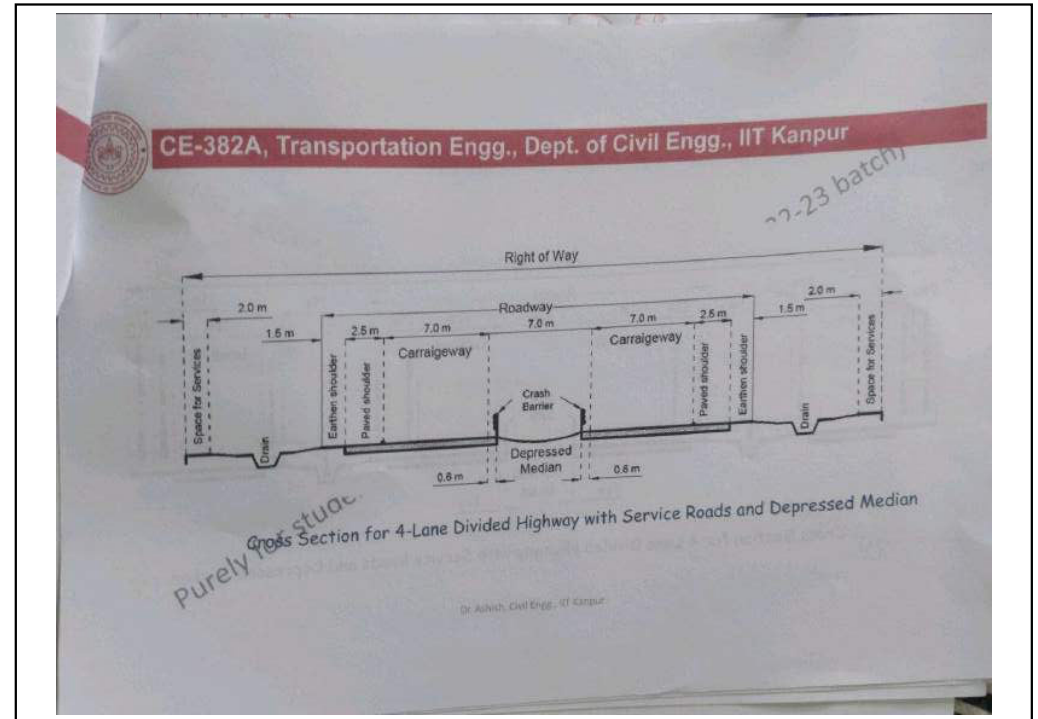 CE-382A, Transportation Engg., Dept. of Civil Engg., IIT Kanpur
22-23 batch)
Right of Way
2.0 m
Roadway
2.0 m
1.5 m
2.5 m
7.0 m
7.0 m
7.0 m
2.5 m
1.5 m
Carraigeway
Carraigeway
Space for Services
Drain
Earthen shoulder
Paved shoulder
Crash
Barrier
Paved shoulder
Earthen shoulder
Drain
Space for Services
Depressed
Median
0.6 m
0.6 m
Cross Section for 4-Lane Divided Highway with Service Roads and Depressed Median
Purely for stude
Dr. Ashish, Civil Engg., IIT Kanpur